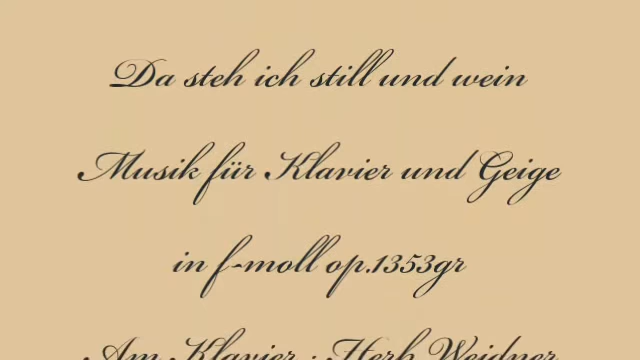 Da steh ich still und wein
Musik für Klavier und Geige
in f-moll op.1353gr
Am Klavier : Herb Weidner